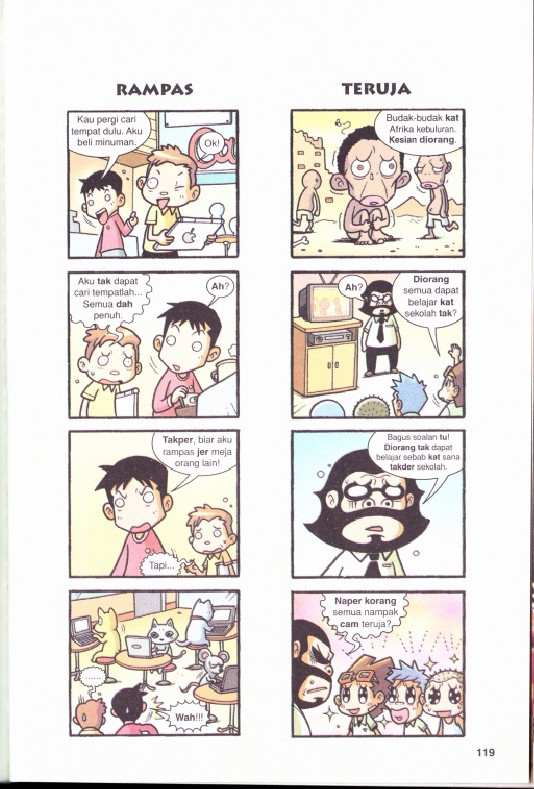 RAMPAS
Kau pergi cari
tempat dulu. Aku
beli minuman.
Ok!
Aku tak dapat
cari tempatlah...
Semua dah
penuh.
Ah?
Takper, biar aku
rampas jer meja
orang lain!
Tapi...
......
Wah!!!
TERUJA
Budak-budak kat
Afrika kebuluran.
Kesian diorang.
Ah?
Diorang
semua dapat
belajar kat
sekolah tak?
Bagus soalan tu!
Diorang tak dapat
belajar sebab kat sana
takder sekolah.
Naper korang
semua nampak
cam teruja?
119